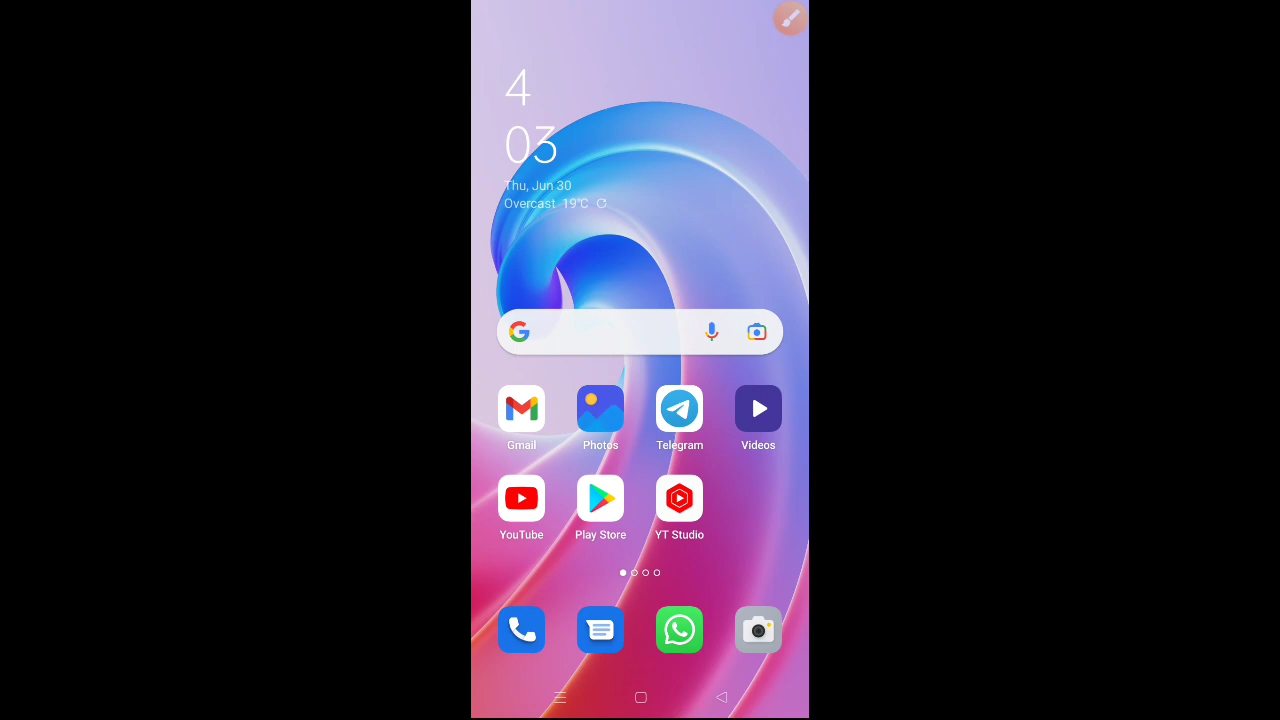 4
03
Thu, Jun 30
Overcast 19°C
Gmail Photos Telegram Videos
YouTube Play Store YT Studio